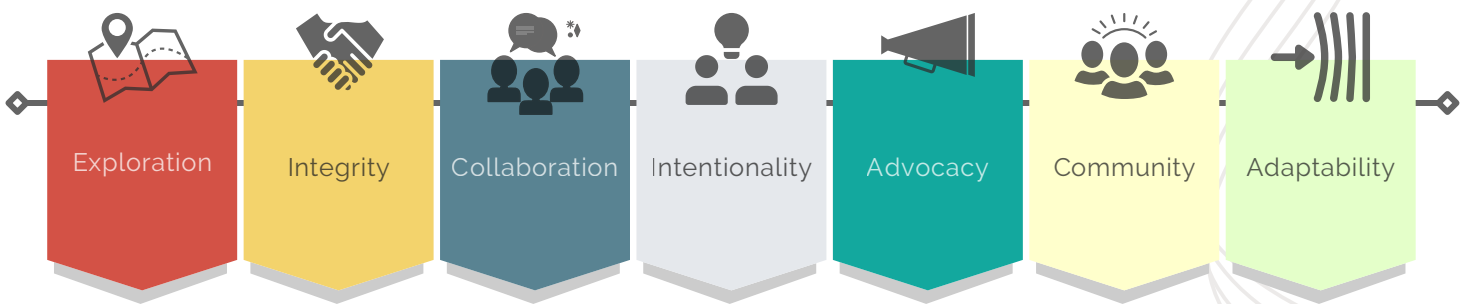 Exploration
Integrity
Collaboration
Intentionality
Advocacy
Community
Adaptability